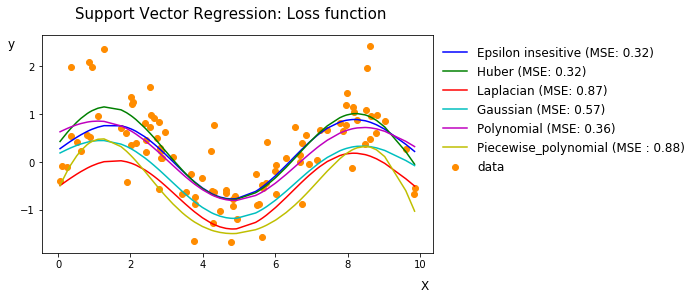 Support Vector Regression: Loss function
y
2
1
0
−1
0
2
4
6
8
10
X
Epsilon insesitive (MSE: 0.32)
Huber (MSE: 0.32)
Laplacian (MSE: 0.87)
Gaussian (MSE: 0.57)
Polynomial (MSE: 0.36)
Piecewise_polynomial (MSE : 0.88)
data